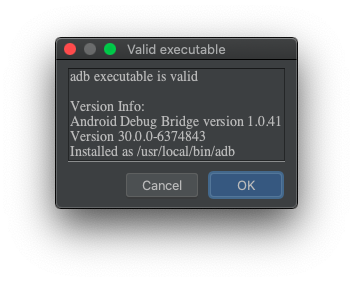 Valid executable
adb executable is valid
Version Info:
Android Debug Bridge version 1.0.41
Version 30.0.0-6374843
Installed as /usr/local/bin/adb
Cancel
OK